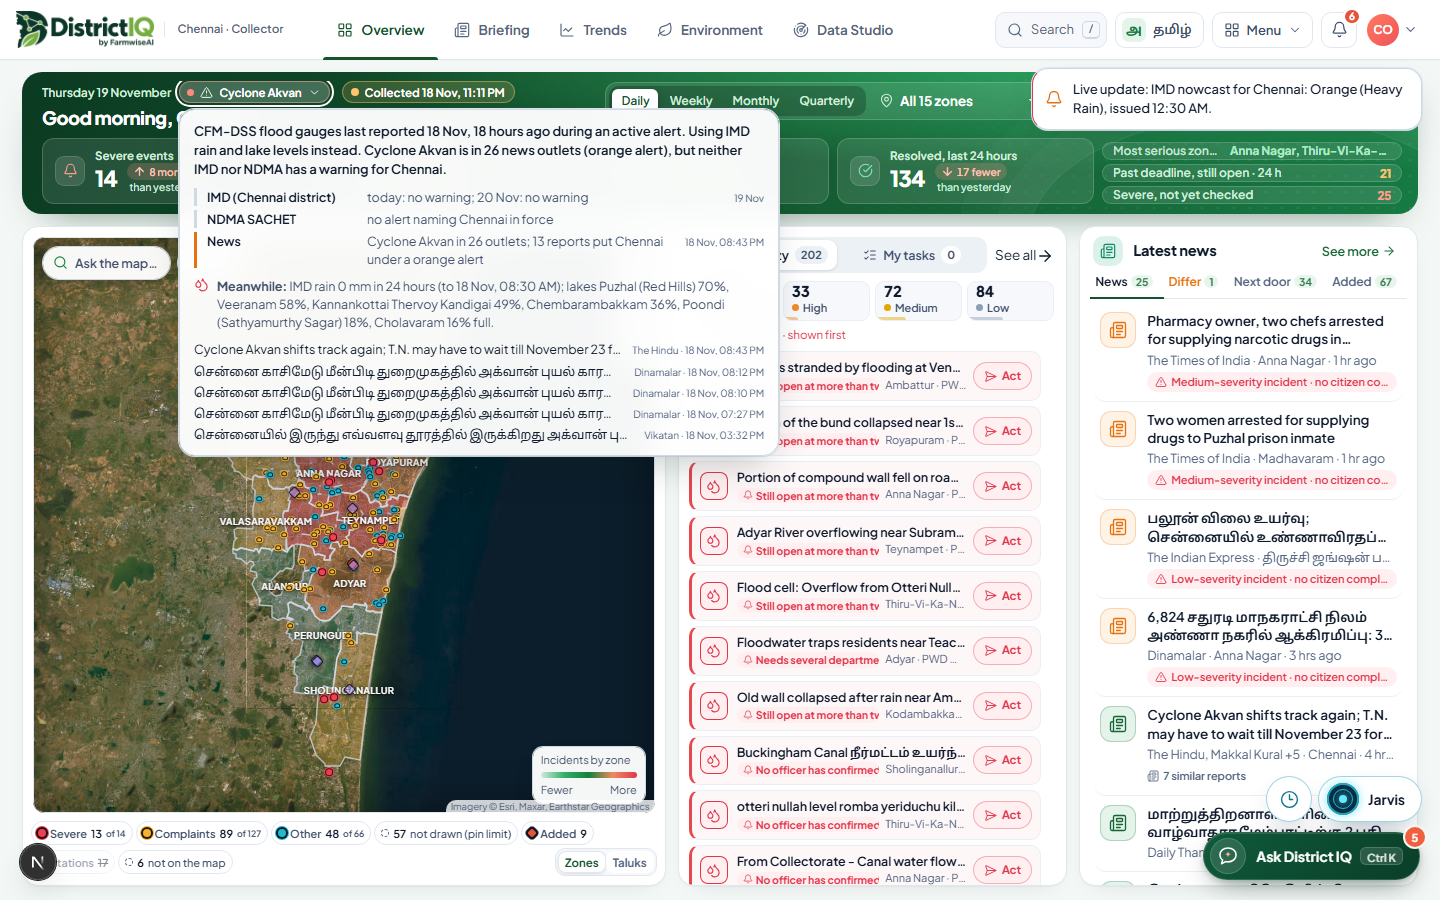 DistrictIQ
by FarmwiseAI
Chennai · Collector
Overview
Briefing
Trends
Environment
Data Studio
Search /
அ தமிழ்
Menu
6
CO
Thursday 19 November
Cyclone Akvan
Collected 18 Nov, 11:11 PM
Good morning,
Daily
Weekly
Monthly
Quarterly
All 15 zones
Live update: IMD nowcast for Chennai: Orange (Heavy
Rain), issued 12:30 AM.
Severe events
14
8 mor
than yeste
Resolved, last 24 hours
134
17 fewer
than yesterday
Most serious zon... Anna Nagar, Thiru-Vi-Ka-...
Past deadline, still open · 24 h 21
Severe, not yet checked 25
CFM-DSS flood gauges last reported 18 Nov, 18 hours ago during an active alert. Using IMD
rain and lake levels instead. Cyclone Akvan is in 26 news outlets (orange alert), but neither
IMD nor NDMA has a warning for Chennai.
IMD (Chennai district) today: no warning; 20 Nov: no warning 19 Nov
NDMA SACHET no alert naming Chennai in force
News Cyclone Akvan in 26 outlets; 13 reports put Chennai 18 Nov, 08:43 PM
under a orange alert
Meanwhile: IMD rain 0 mm in 24 hours (to 18 Nov, 08:30 AM); lakes Puzhal (Red Hills) 70%,
Veeranam 58%, Kannankottai Thervoy Kandigai 49%, Chembarambakkam 36%, Poondi
(Sathyamurthy Sagar) 18%, Cholavaram 16% full.
Cyclone Akvan shifts track again; T.N. may have to wait till November 23 f... The Hindu · 18 Nov, 08:43 PM
சென்னை காசிமேடு மீன்பிடி துறைமுகத்தில் அக்வான் புயல் கார... Dinamalar · 18 Nov, 08:12 PM
சென்னை காசிமேடு மீன்பிடி துறைமுகத்தில் அக்வான் புயல் கார... Dinamalar · 18 Nov, 08:10 PM
சென்னை காசிமேடு மீன்பிடி துறைமுகத்தில் அக்வான் புயல் கார... Dinamalar · 18 Nov, 07:27 PM
சென்னையில் இருந்து எவ்வளவு தூரத்தில் இருக்கிறது அக்வான் பு... Vikatan · 18 Nov, 03:32 PM
Ask the map...
ANNA NAGAR
VALASARAVAKKAM
ADYAR
SHOLINGANALLUR
Incidents by zone
Fewer More
Imagery © Esri, Maxar, Earthstar Geographics
Severe 13 of 14
Complaints 89 of 127
Other 48 of 66
57 not drawn (pin limit)
Added 9
N
tations 17
6 not on the map
Zones
Taluks
202
My tasks 0
See all
33
High
72
Medium
84
Low
· shown first
s stranded by flooding at Ven...
open at more than tv Ambattur · PW...
Act
of the bund collapsed near 1s...
open at more than tv Royapuram · P...
Act
Portion of compound wall fell on roa...
Still open at more than tv Anna Nagar · P...
Act
Adyar River overflowing near Subram...
Still open at more than tv Teynampet · P...
Act
Flood cell: Overflow from Otteri Null...
Still open at more than tv Thiru-Vi-Ka-N...
Act
Floodwater traps residents near Teac...
Needs several departme Adyar · PWD ...
Act
Old wall collapsed after rain near Am...
Still open at more than tv Kodambakka...
Act
Buckingham Canal நீர்மட்டம் உயர்ந்...
No officer has confirmed Sholinganallur...
Act
otteri nullah level romba yeriduchu kil...
No officer has confirmed Thiru-Vi-Ka-N...
Act
From Collectorate - Canal water flow...
No officer has confirmed Anna Nagar · P...
Act
Latest news
See more
News 25
Differ 1
Next door 34
Added 67
Pharmacy owner, two chefs arrested
for supplying narcotic drugs in...
The Times of India · Anna Nagar · 1 hr ago
Medium-severity incident · no citizen co...
Two women arrested for supplying
drugs to Puzhal prison inmate
The Times of India · Madhavaram · 1 hr ago
Medium-severity incident · no citizen co...
பலூன் விலை உயர்வு;
சென்னையில் உண்ணாவிரதப்...
The Indian Express · திருச்சி ஜங்ஷன் ப...
Low-severity incident · no citizen compl...
6,824 சதுரடி மாநகராட்சி நிலம்
அண்ணா நகரில் ஆக்கிரமிப்பு: 3...
Dinamalar · Anna Nagar · 3 hrs ago
Low-severity incident · no citizen compl...
Cyclone Akvan shifts track again; T.N.
may have to wait till November 23 for...
The Hindu, Makkal Kural +5 · Chennai · 4 hr...
7 similar reports
Daily Than
Jarvis
Ask District IQ Ctrl K
5